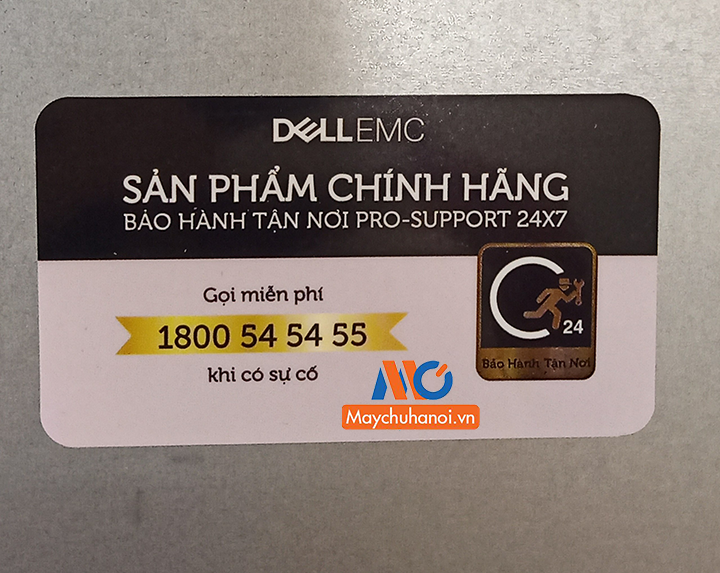 DELLEMC
SẢN PHẨM CHÍNH HÃNG
BẢO HÀNH TẬN NƠI PRO-SUPPORT 24X7
Gọi miễn phí
1800 54 54 55
khi có sự cố
24
Bảo Hành Tận Nơi
Maychuhanoi.vn